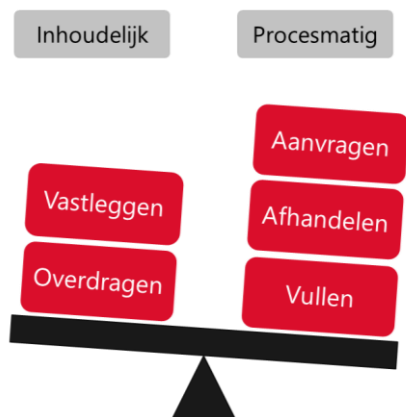 Inhoudelijk
Procesmatig
Vastleggen
Overdragen
Aanvragen
Afhandelen
Vullen